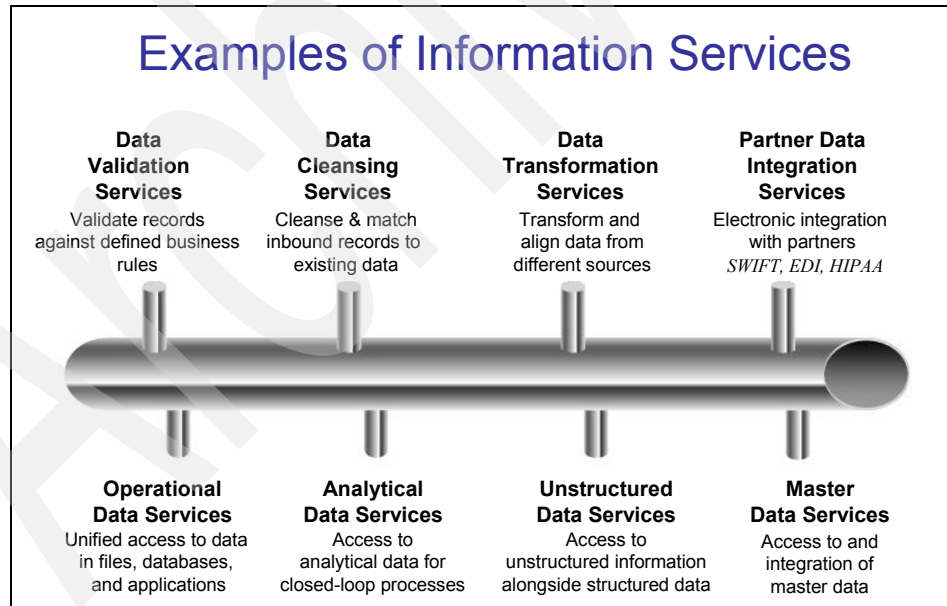 Examples of Information Services
Data
Validation
Services
Validate records
against defined business
rules
Data
Cleansing
Services
Cleanse & match
inbound records to
existing data
Data
Transformation
Services
Transform and
align data from
different sources
Partner Data
Integration
Services
Electronic integration
with partners
SWIFT, EDI, HIPAA
Operational
Data Services
Unified access to data
in files, databases,
and applications
Analytical
Data Services
Access to
analytical data for
closed-loop processes
Unstructured
Data Services
Access to
unstructured information
alongside structured data
Master
Data Services
Access to and
integration of
master data